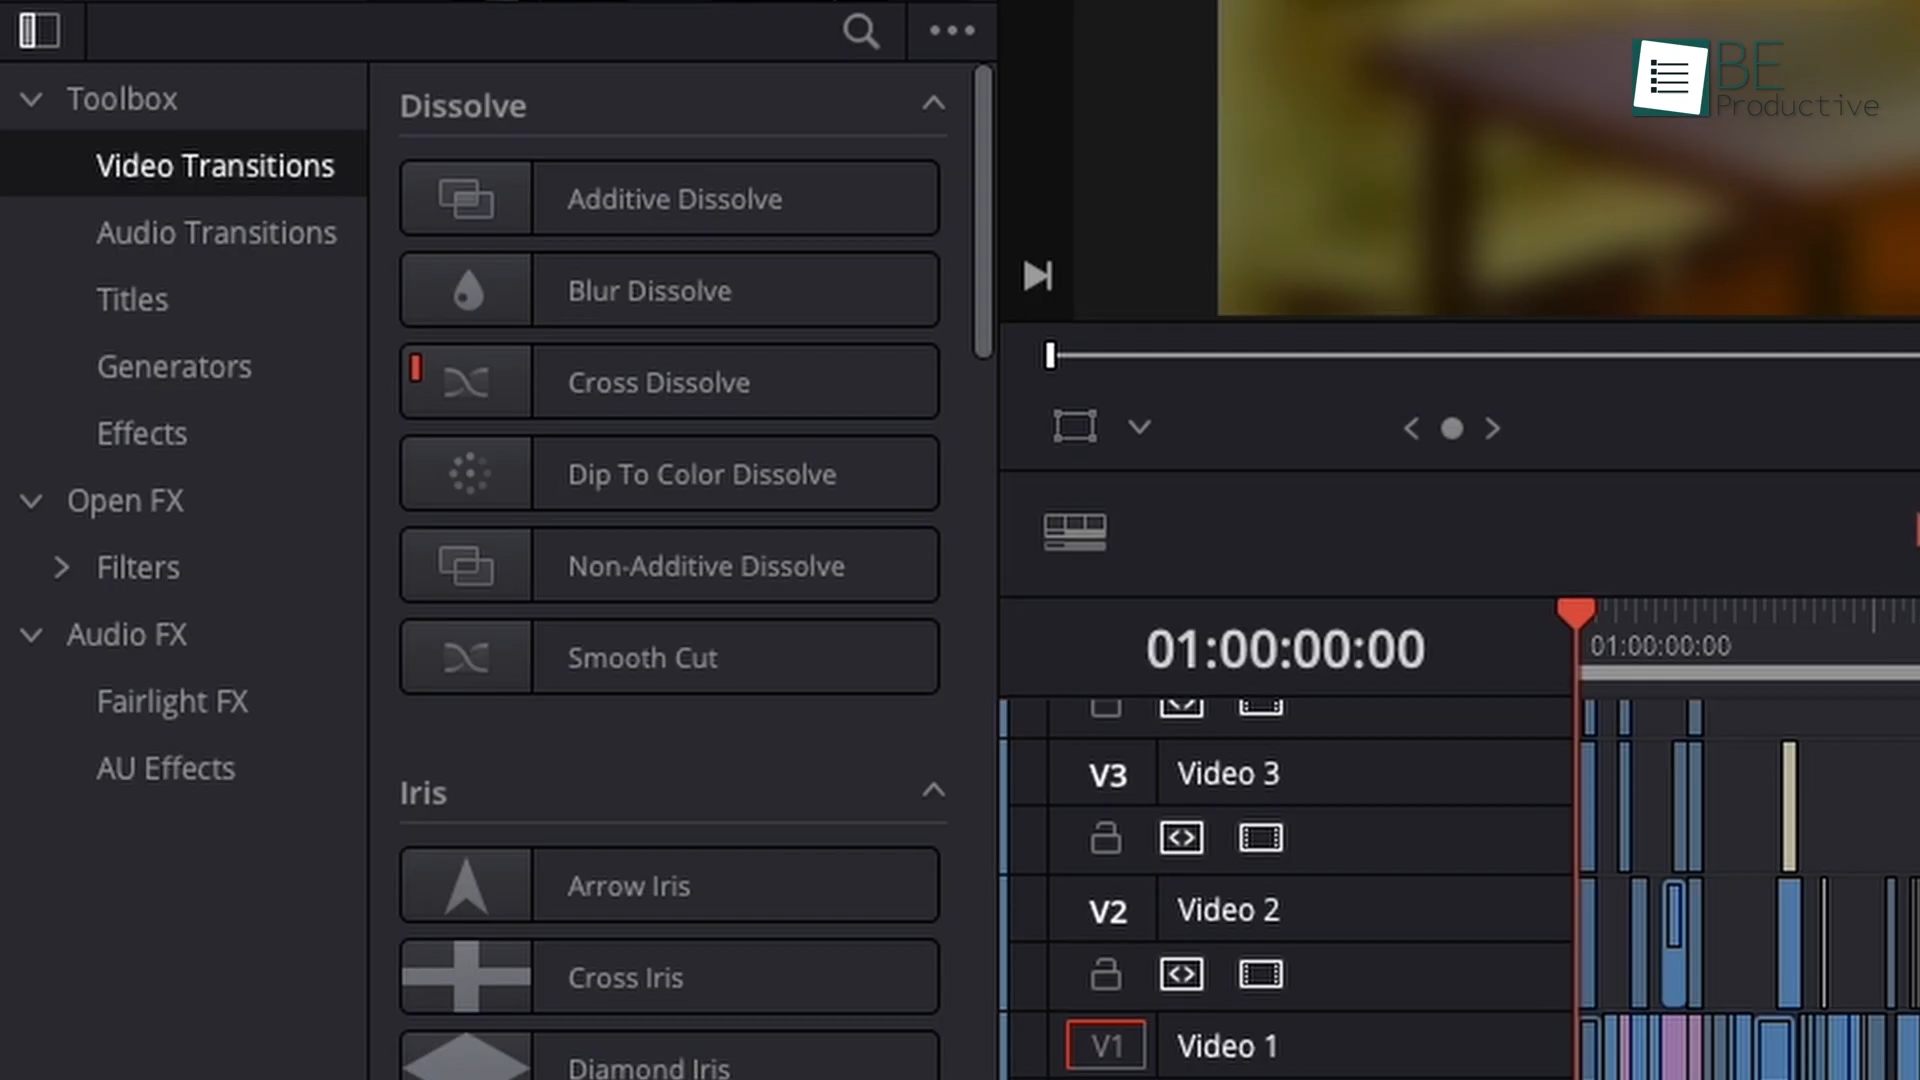 BE
Productive
Toolbox
Video Transitions
Audio Transitions
Titles
Generators
Effects
Open FX
Filters
Audio FX
Fairlight FX
AU Effects
Dissolve
Additive Dissolve
Blur Dissolve
Cross Dissolve
Dip To Color Dissolve
Non-Additive Dissolve
Smooth Cut
Iris
Arrow Iris
Cross Iris
Diamond Iris
01:00:00:00
01:00:00:00
V3 Video 3
V2 Video 2
V1 Video 1